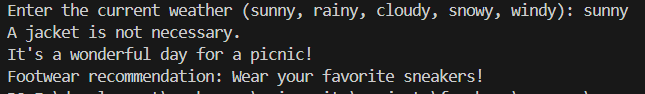 Enter the current weather (sunny, rainy, cloudy, snowy, windy): sunny
A jacket is not necessary.
It's a wonderful day for a picnic!
Footwear recommendation: Wear your favorite sneakers!